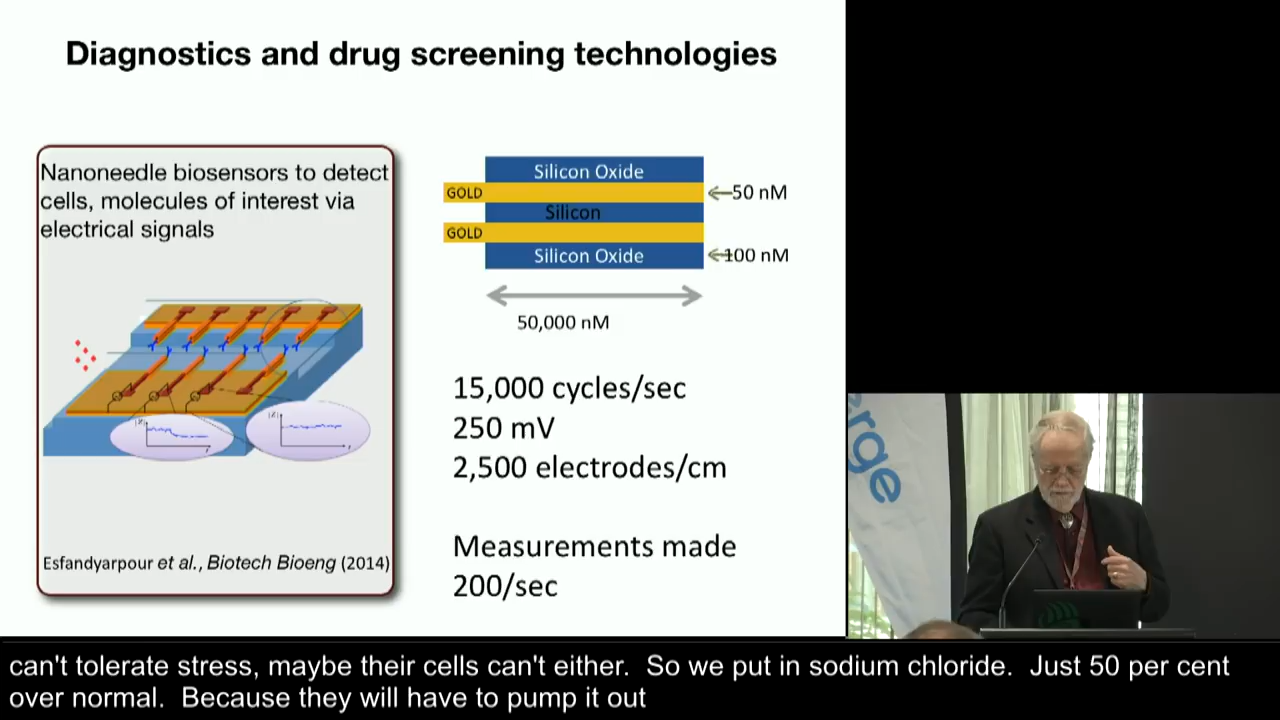 Diagnostics and drug screening technologies
Nanoneedle biosensors to detect
cells, molecules of interest via
electrical signals
Esfandyarpour et al., Biotech Bioeng (2014)
Silicon Oxide
GOLD
50 nM
Silicon
GOLD
Silicon Oxide
100 nM
50,000 nM
15,000 cycles/sec
250 mV
2,500 electrodes/cm
Measurements made
200/sec
erge
can't tolerate stress, maybe their cells can't either. So we put in sodium chloride. Just 50 per cent
over normal. Because they will have to pump it out